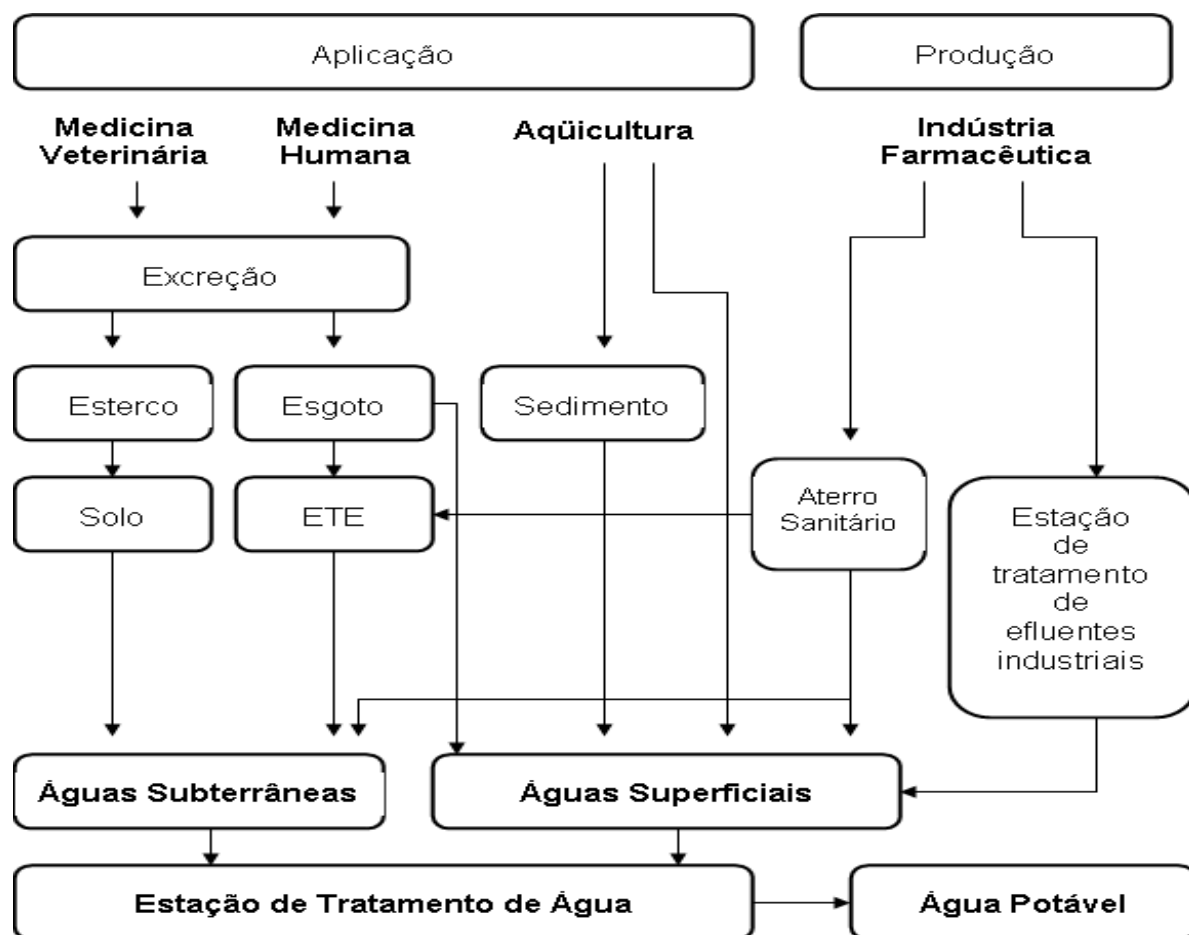 Aplicação
Produção
Medicina
Veterinária
Medicina
Humana
Aqüicultura
Indústria
Farmacêutica
Excreção
Esterco
Esgoto
Sedimento
Solo
ETE
Aterro
Sanitário
Estação
de
tratamento
de
efluentes
industriais
Águas Subterrâneas
Águas Superficiais
Estação de Tratamento de Água
Água Potável